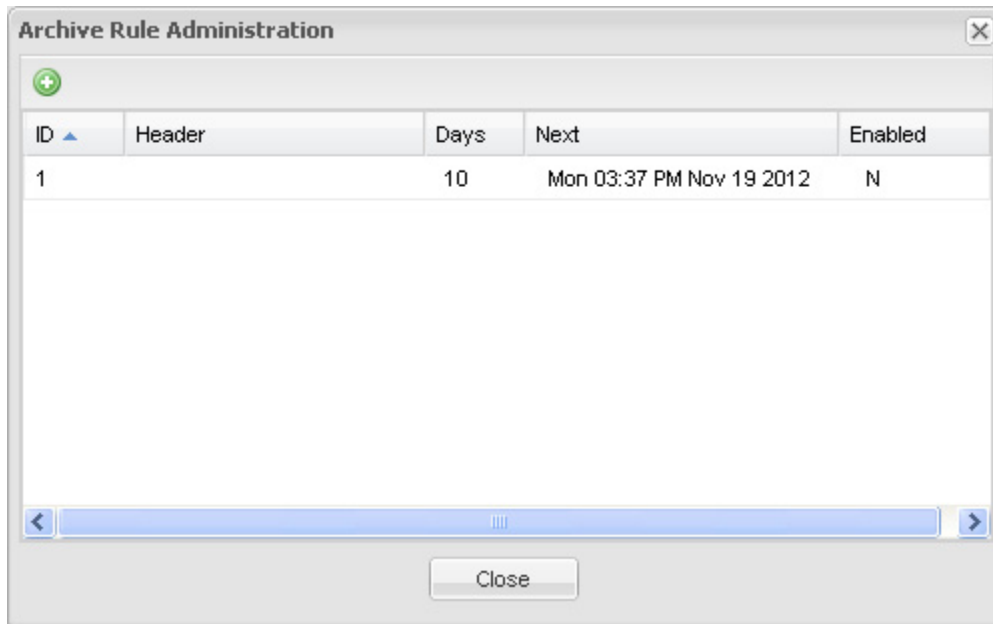 Archive Rule Administration
ID Header Days Next Enabled
1 10 Mon 03:37 PM Nov 19 2012 N
Close